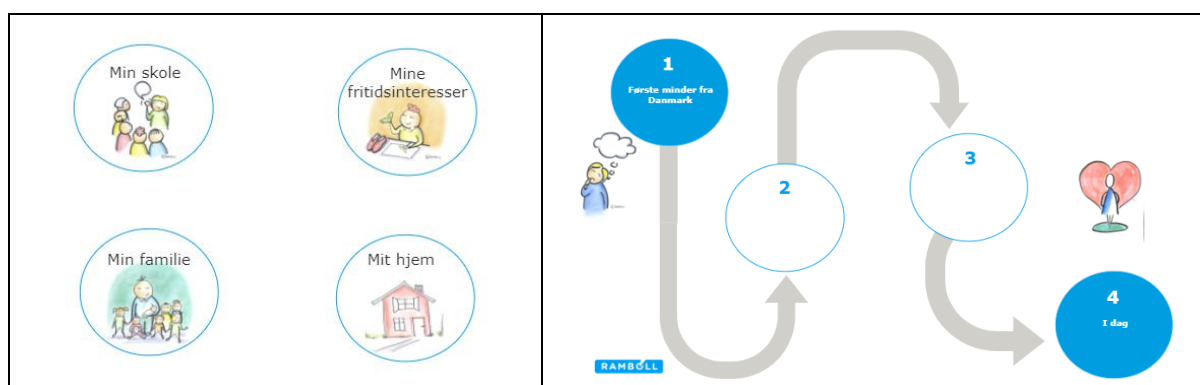 Min skole
Mine
fritidsinteresser
Min familie
Mit hjem
1
Første minder fra
Danmark
2
3
4
I dag
RAMBOLL